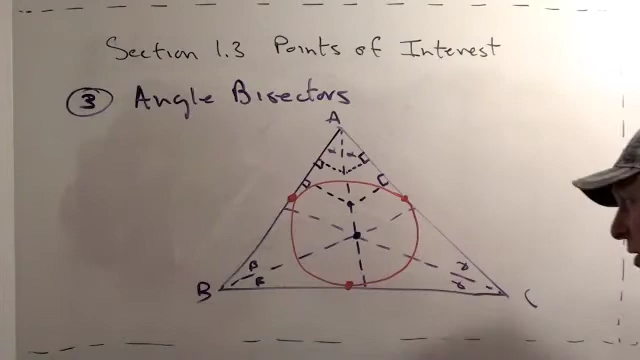 Section 1.3 Points of Interest
③ Angle Bisectors
A
α α
β
B β γ γ C